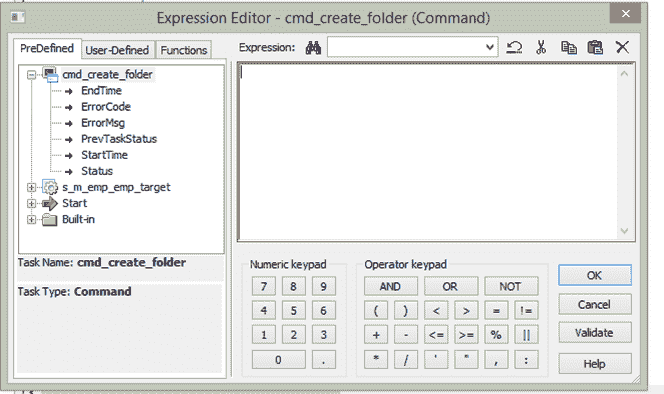 Expression Editor - cmd_create_folder (Command)
PreDefined User-Defined Functions
Expression:
cmd_create_folder
EndTime
ErrorCode
ErrorMsg
PrevTaskStatus
StartTime
Status
s_m_emp_emp_target
Start
Built-in
Task Name: cmd_create_folder
Task Type: Command
Numeric keypad
7 8 9
4 5 6
1 2 3
0 .
Operator keypad
AND OR NOT
( ) < > = !=
+ - <= >= % ||
* / ' " , :
OK
Cancel
Validate
Help